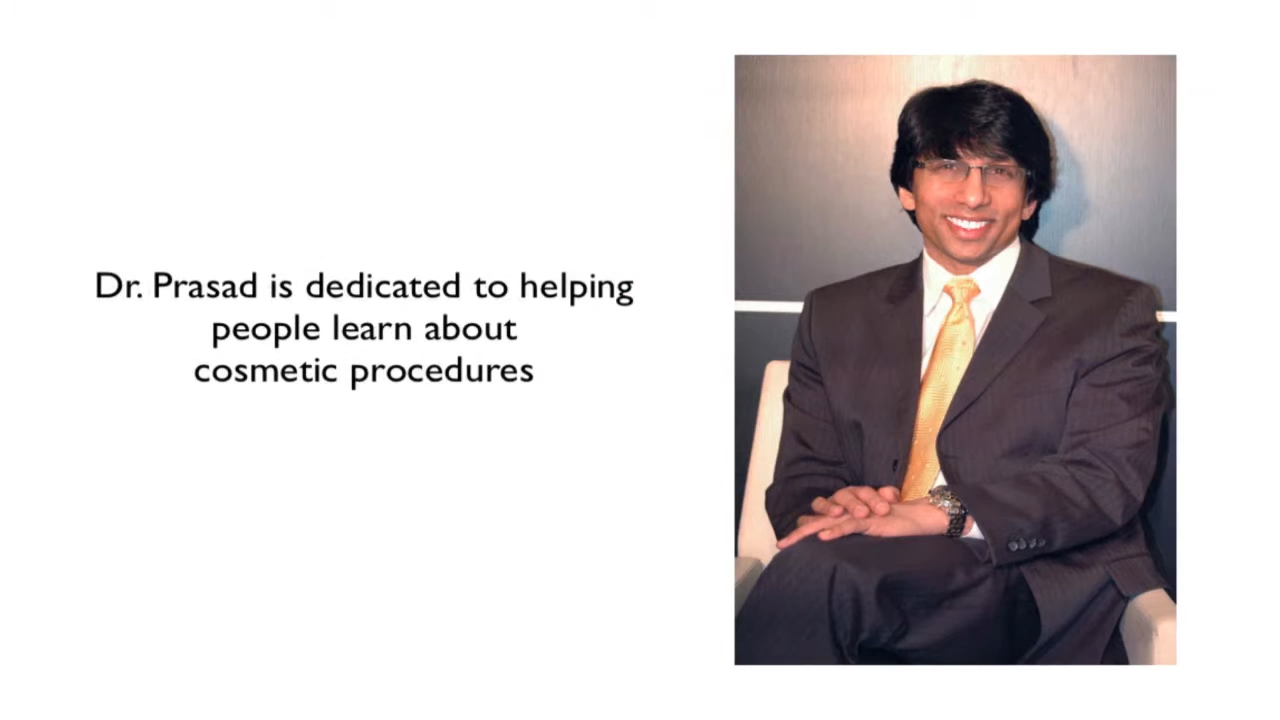 Dr. Prasad is dedicated to helping
people learn about
cosmetic procedures